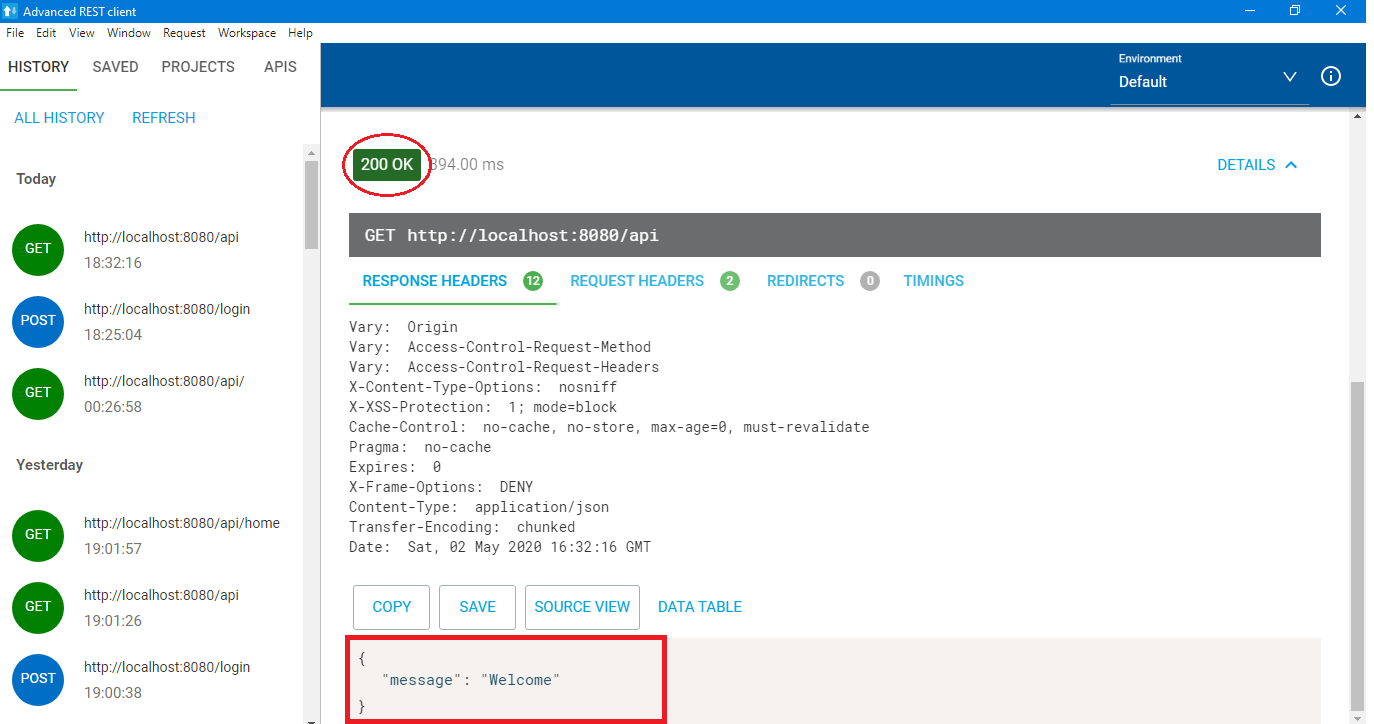 Advanced REST client
File Edit View Window Request Workspace Help
HISTORY SAVED PROJECTS APIS
ALL HISTORY REFRESH
Today
GET http://localhost:8080/api
18:32:16
POST http://localhost:8080/login
18:25:04
GET http://localhost:8080/api/
00:26:58
Yesterday
GET http://localhost:8080/api/home
19:01:57
GET http://localhost:8080/api
19:01:26
POST http://localhost:8080/login
19:00:38
Environment
Default
200 OK 394.00 ms
DETAILS
GET http://localhost:8080/api
RESPONSE HEADERS 12 REQUEST HEADERS 2 REDIRECTS 0 TIMINGS
Vary: Origin
Vary: Access-Control-Request-Method
Vary: Access-Control-Request-Headers
X-Content-Type-Options: nosniff
X-XSS-Protection: 1; mode=block
Cache-Control: no-cache, no-store, max-age=0, must-revalidate
Pragma: no-cache
Expires: 0
X-Frame-Options: DENY
Content-Type: application/json
Transfer-Encoding: chunked
Date: Sat, 02 May 2020 16:32:16 GMT
COPY SAVE SOURCE VIEW DATA TABLE
{
"message": "Welcome"
}